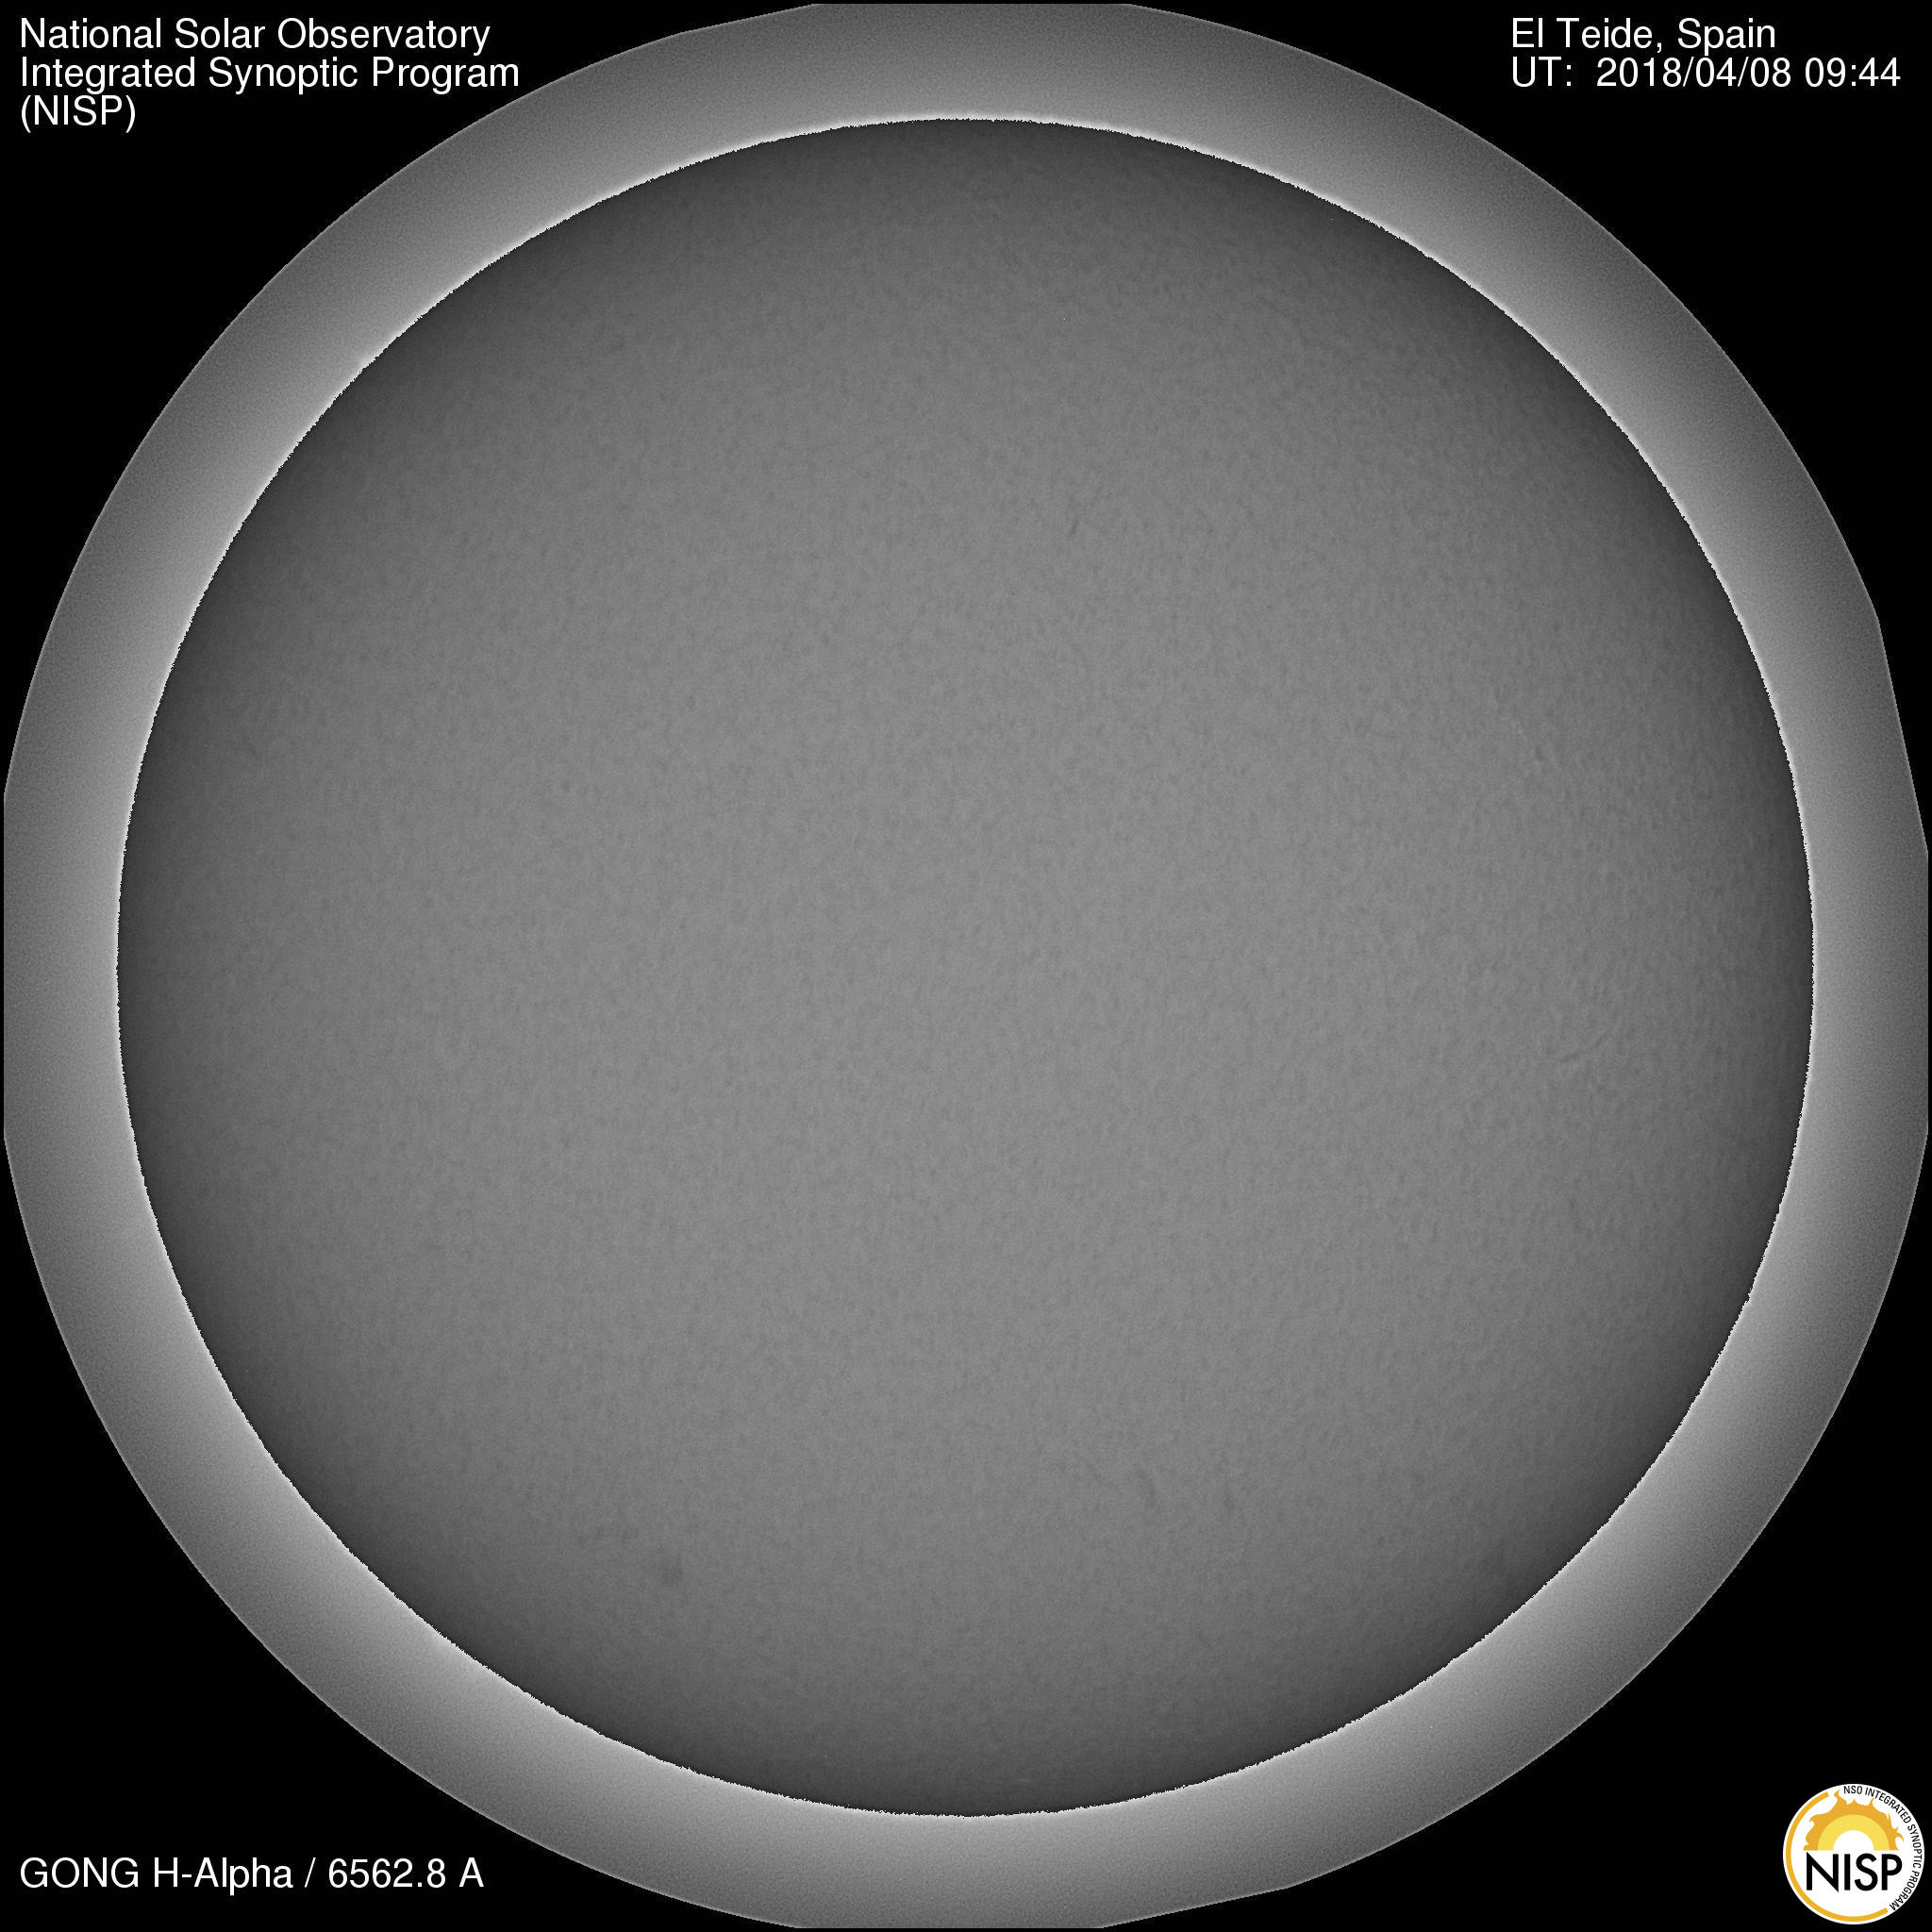 National Solar Observatory
Integrated Synoptic Program
(NISP)
El Teide, Spain
UT: 2018/04/08 09:44
GONG H-Alpha / 6562.8 A
NSO INTEGRATED SYNOPTIC PROGRAM
NISP